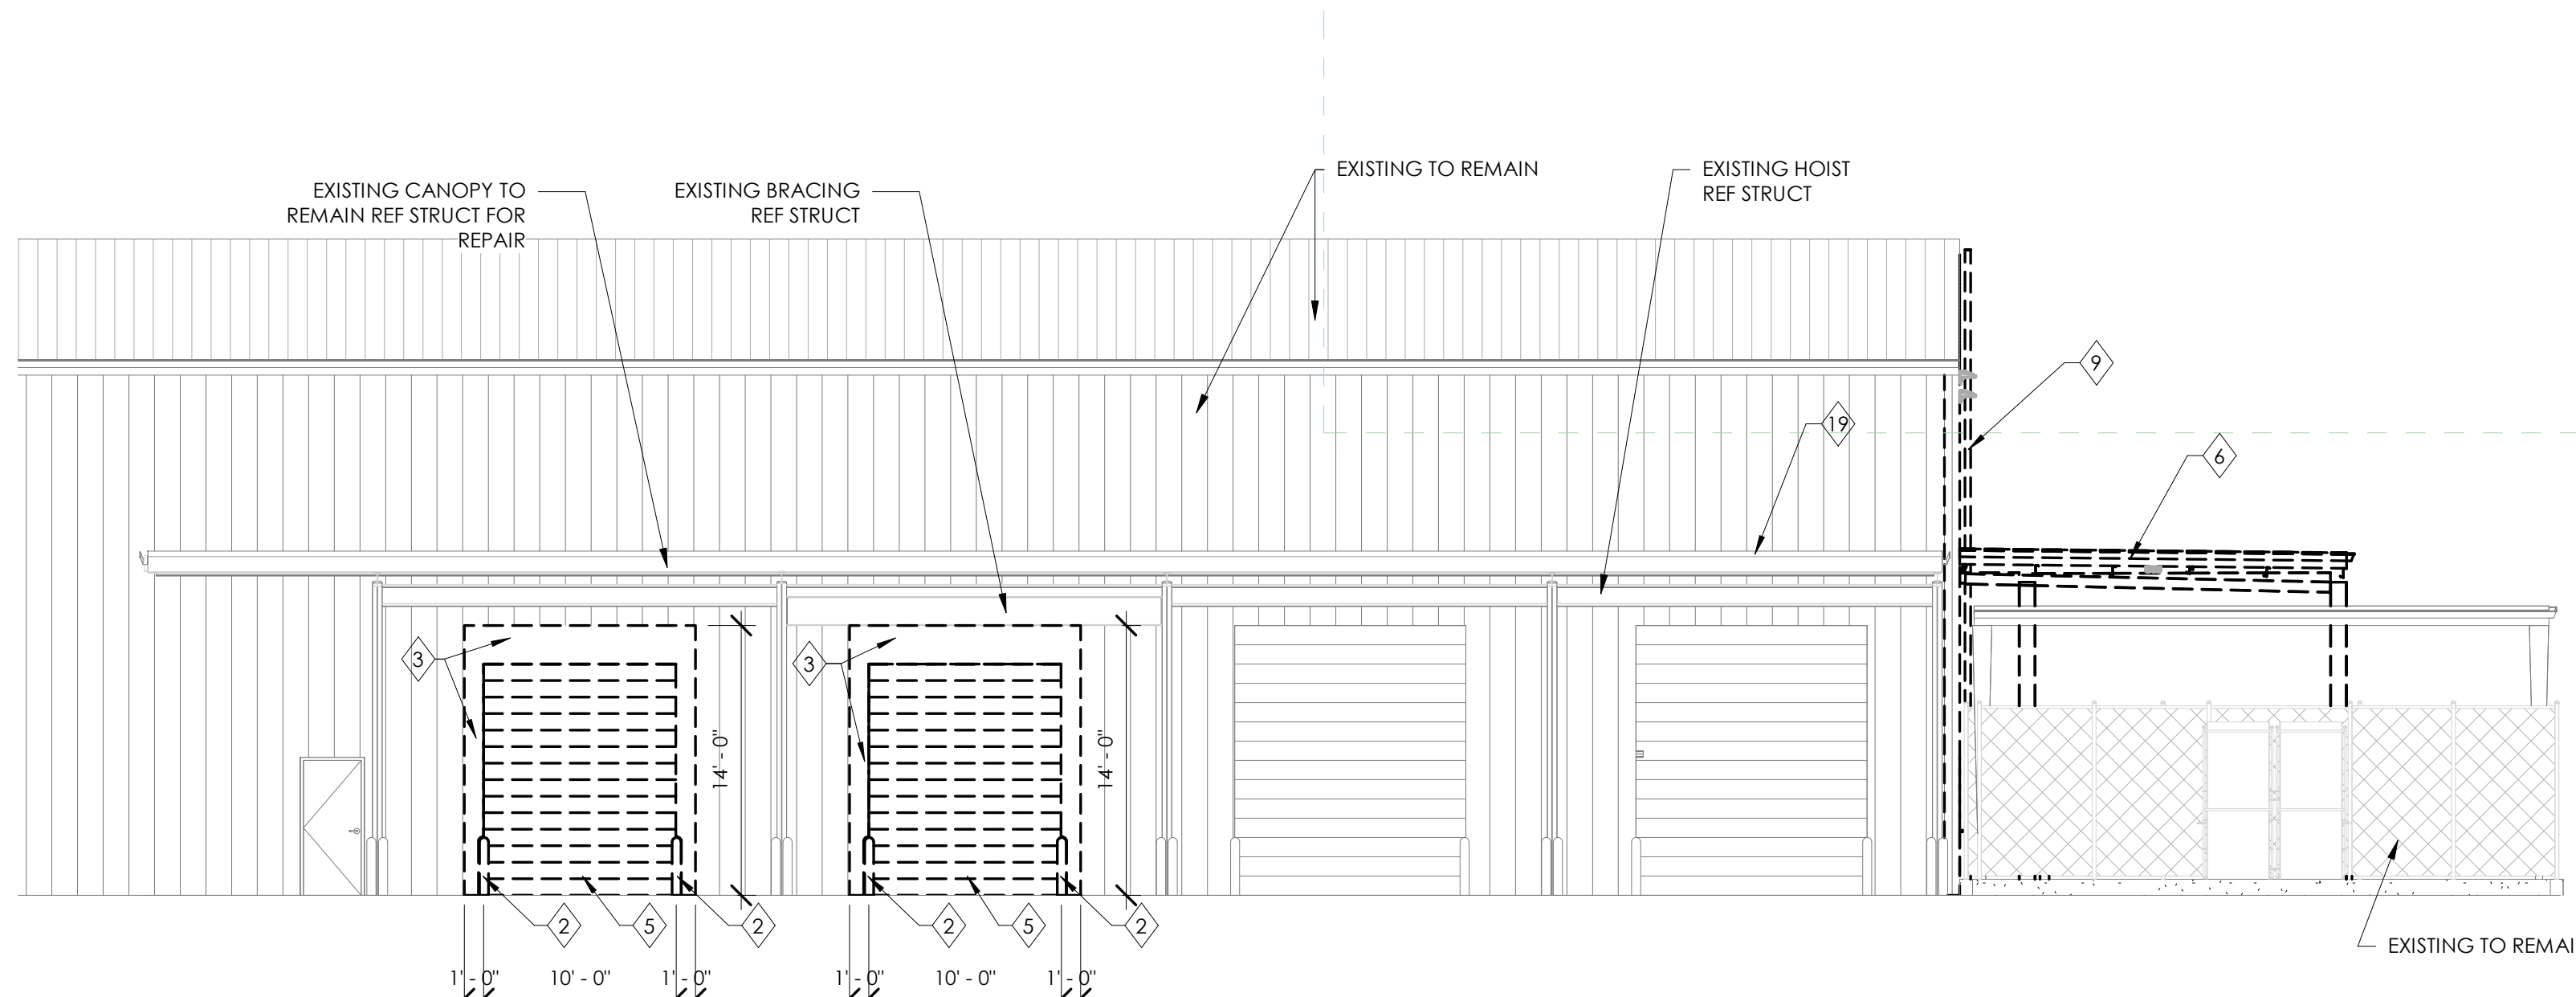 EXISTING CANOPY TO
REMAIN REF STRUCT FOR
REPAIR
EXISTING BRACING
REF STRUCT
EXISTING TO REMAIN
EXISTING HOIST
REF STRUCT
9
19
6
3
3
14' - 0"
14' - 0"
2
5
2
2
5
2
EXISTING TO REMAI
1' - 0"
10' - 0"
1' - 0"
1' - 0"
10' - 0"
1' - 0"